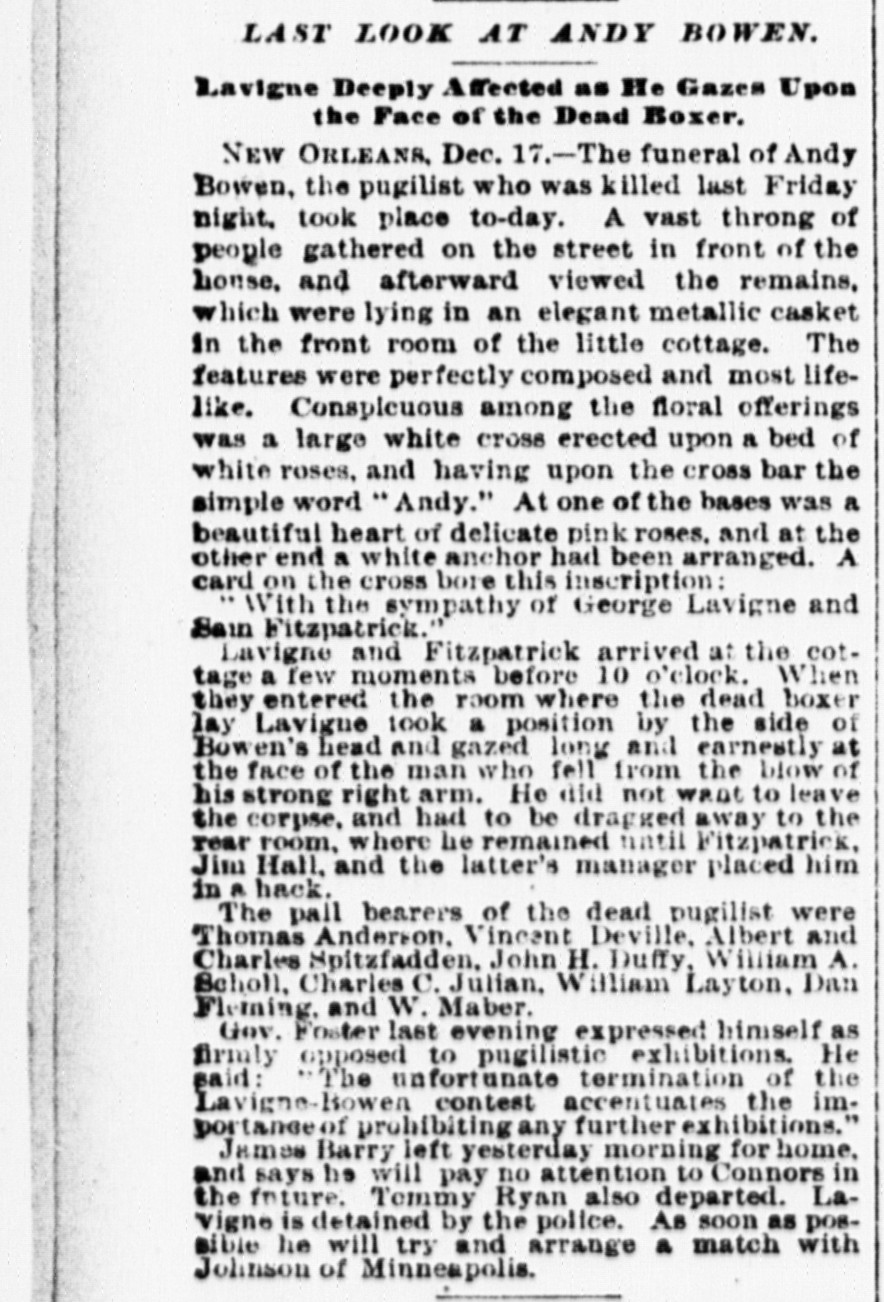 LAST LOOK AT ANDY BOWEN.
Lavigne Deeply Affected as He Gazes Upon
the Face of the Dead Boxer.
NEW ORLEANS, Dec. 17.—The funeral of Andy
Bowen, the pugilist who was killed last Friday
night, took place to-day. A vast throng of
people gathered on the street in front of the
house, and afterward viewed the remains,
which were lying in an elegant metallic casket
in the front room of the little cottage. The
features were perfectly composed and most life-
like. Conspicuous among the floral offerings
was a large white cross erected upon a bed of
white roses, and having upon the cross bar the
simple word "Andy." At one of the bases was a
beautiful heart of delicate pink roses, and at the
other end a white anchor had been arranged. A
card on the cross bore this inscription:
"With the sympathy of George Lavigne and
Sam Fitzpatrick."
Lavigne and Fitzpatrick arrived at the cot-
tage a few moments before 10 o'clock. When
they entered the room where the dead boxer
lay Lavigne took a position by the side of
Bowen's head and gazed long and earnestly at
the face of the man who fell from the blow of
his strong right arm. He did not want to leave
the corpse, and had to be dragged away to the
rear room, where he remained until Fitzpatrick,
Jim Hall, and the latter's manager placed him
in a hack.
The pall bearers of the dead pugilist were
Thomas Anderson, Vincent Deville, Albert and
Charles Spitzfadden, John H. Duffy, William A.
Scholl, Charles C. Julian, William Layton, Dan
Fleming, and W. Maber.
Gov. Foster last evening expressed himself as
firmly opposed to pugilistic exhibitions. He
said: "The unfortunate termination of the
Lavigne-Bowen contest accentuates the im-
portance of prohibiting any further exhibitions."
James Barry left yesterday morning for home,
and says he will pay no attention to Connors in
the future. Tommy Ryan also departed. La-
vigne is detained by the police. As soon as pos-
sible he will try and arrange a match with
Johnson of Minneapolis.